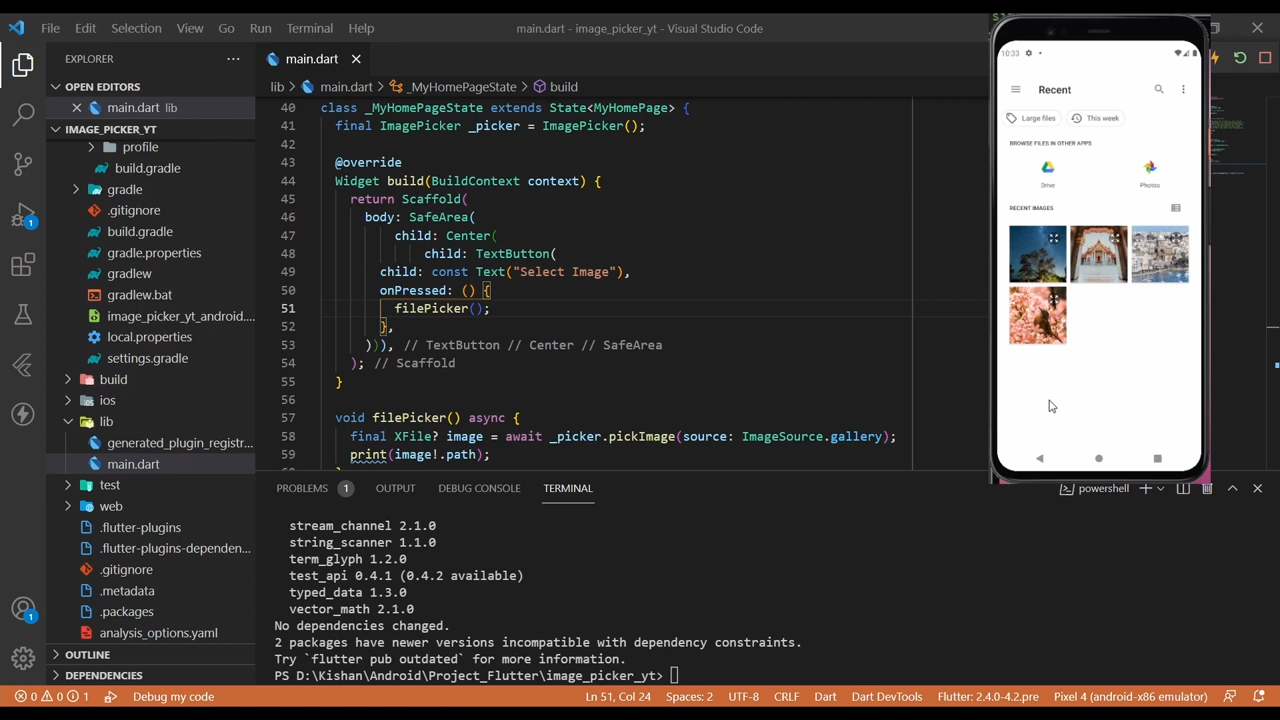 File Edit Selection View Go Run Terminal Help main.dart - image_picker_yt - Visual Studio Code
EXPLORER
OPEN EDITORS
main.dart lib
IMAGE_PICKER_YT
profile
build.gradle
gradle
.gitignore
build.gradle
gradle.properties
gradlew
gradlew.bat
image_picker_yt_android....
local.properties
settings.gradle
build
ios
lib
generated_plugin_registr...
main.dart
test
web
.flutter-plugins
.flutter-plugins-dependen...
.gitignore
.metadata
.packages
analysis_options.yaml
OUTLINE
DEPENDENCIES
1
1
main.dart
lib > main.dart > _MyHomePageState > build
40 class _MyHomePageState extends State<MyHomePage> {
41 final ImagePicker _picker = ImagePicker();
42
43 @override
44 Widget build(BuildContext context) {
45 return Scaffold(
46 body: SafeArea(
47 child: Center(
48 child: TextButton(
49 child: const Text("Select Image"),
50 onPressed: () {
51 filePicker();
52 },
53 ))), // TextButton // Center // SafeArea
54 ); // Scaffold
55 }
56
57 void filePicker() async {
58 final XFile? image = await _picker.pickImage(source: ImageSource.gallery);
59 print(image!.path);
10:33
Recent
Large files This week
BROWSE FILES IN OTHER APPS
Drive Photos
RECENT IMAGES
PROBLEMS 1 OUTPUT DEBUG CONSOLE TERMINAL powershell
stream_channel 2.1.0
string_scanner 1.1.0
term_glyph 1.2.0
test_api 0.4.1 (0.4.2 available)
typed_data 1.3.0
vector_math 2.1.0
No dependencies changed.
2 packages have newer versions incompatible with dependency constraints.
Try `flutter pub outdated` for more information.
PS D:\Kishan\Android\Project_Flutter\image_picker_yt>
0 0 1 Debug my code Ln 51, Col 24 Spaces: 2 UTF-8 CRLF Dart Dart DevTools Flutter: 2.4.0-4.2.pre Pixel 4 (android-x86 emulator)